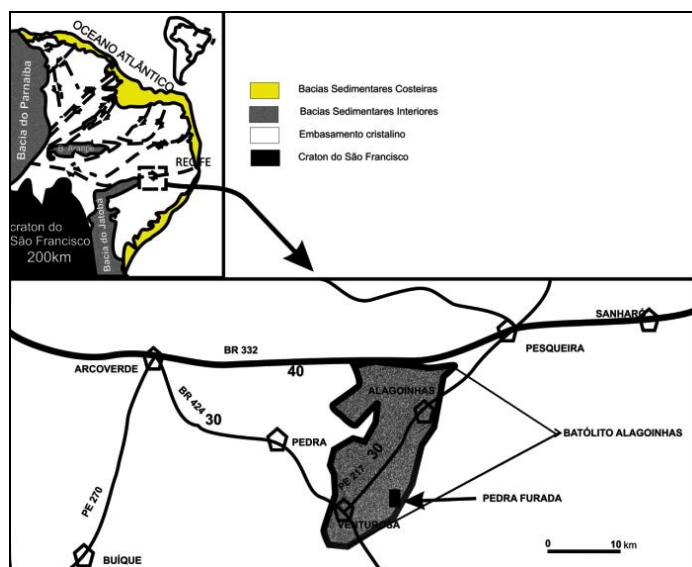 OCEANO ATLÂNTICO
Bacia do Parnaiba
B. Araripe
RECIFE
Bacia do Jatobá
craton do
São Francisco
200km
Bacias Sedimentares Costeiras
Bacias Sedimentares Interiores
Embasamento cristalino
Craton do São Francisco
SANHARÓ
BR 332
PESQUEIRA
ARCOVERDE
40
ALAGOINHAS
BR 424
30
PEDRA
BATÓLITO ALAGOINHAS
30
PE 217
PE 270
PEDRA FURADA
VENTUROSA
BUÍQUE
0 10 km